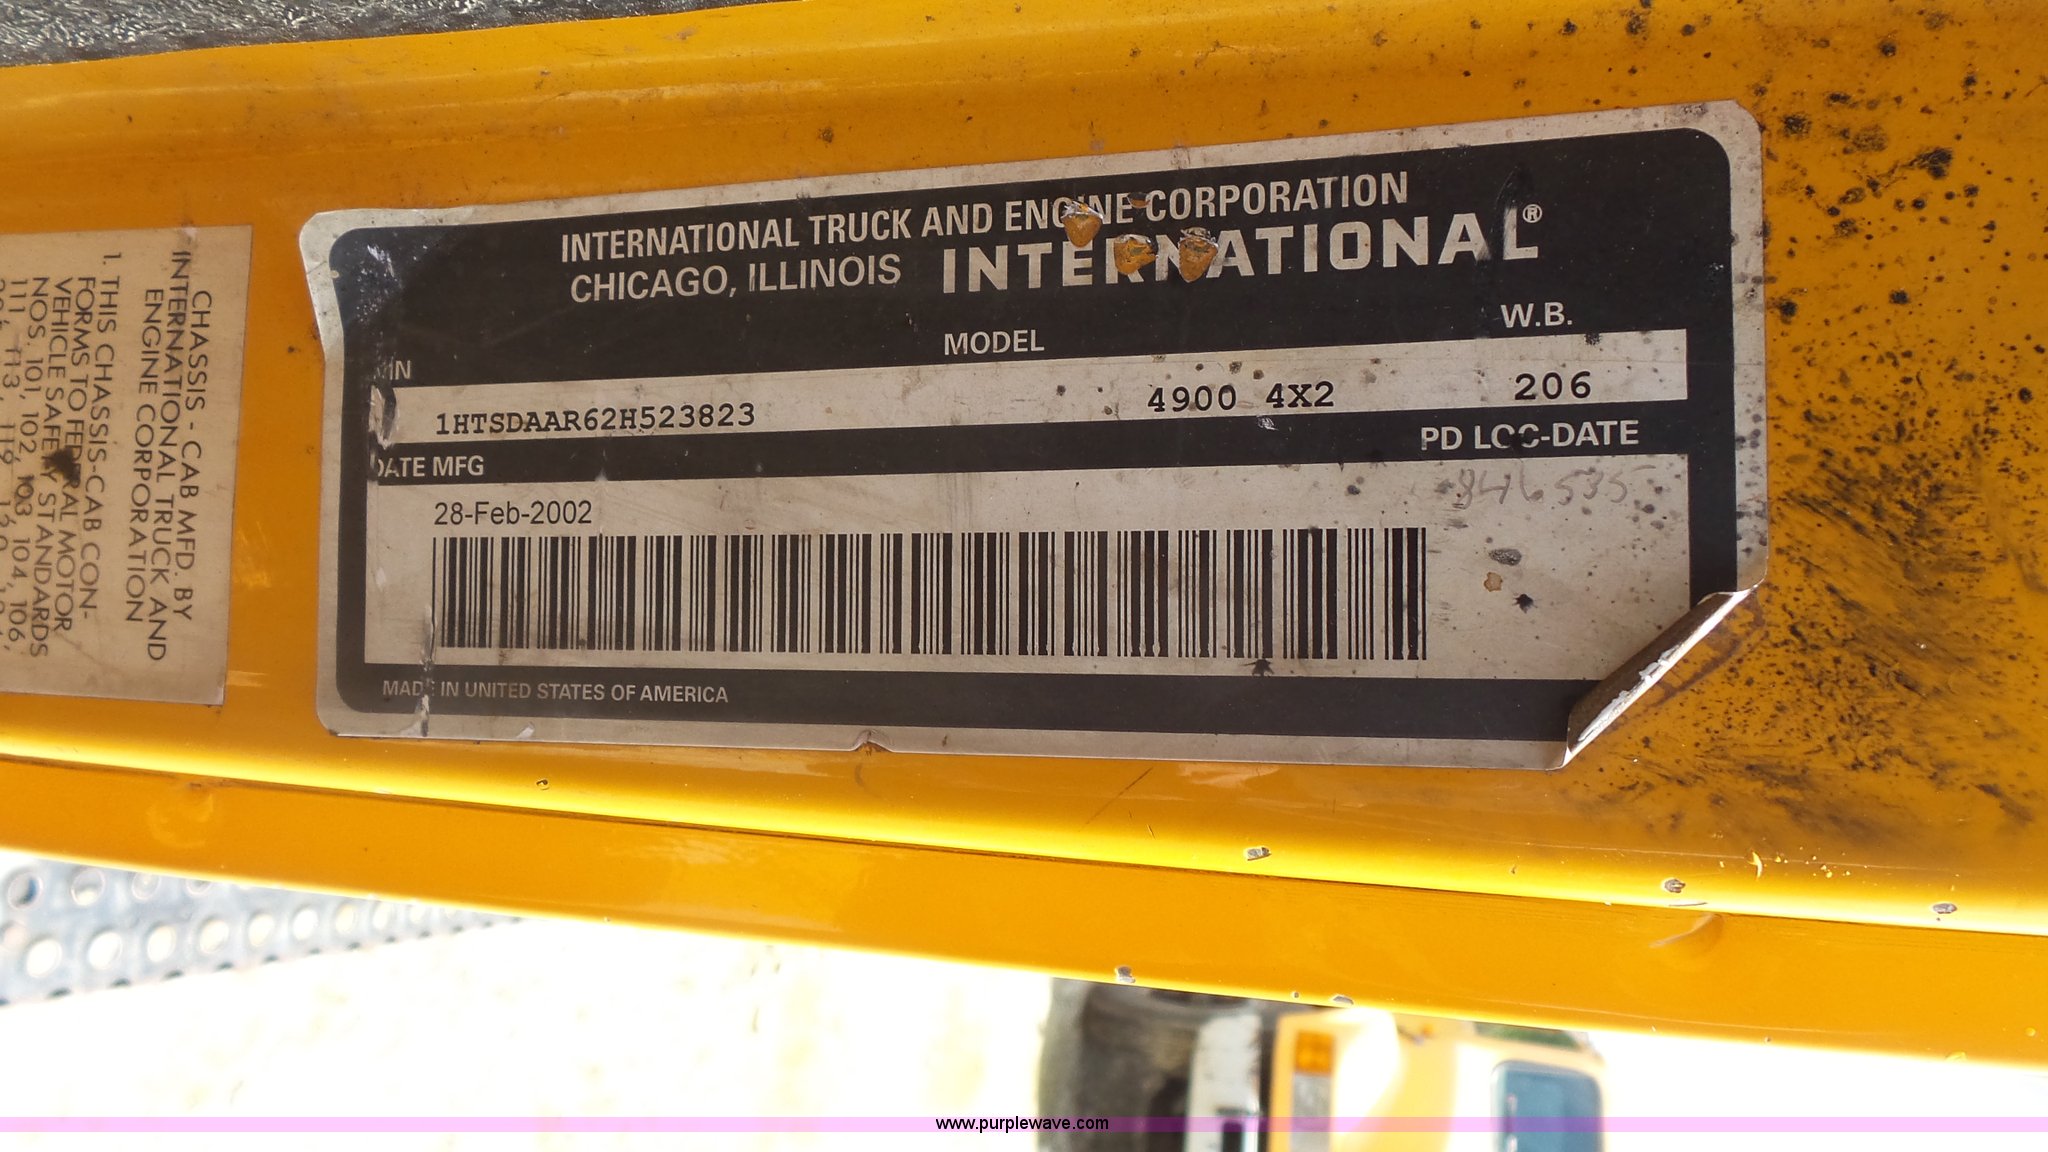 INTERNATIONAL TRUCK AND ENGINE CORPORATION
CHICAGO, ILLINOIS INTERNATIONAL®
VIN MODEL W.B.
1HTSDAAR62H523823 4900 4X2 206
DATE MFG PD LOC-DATE
28-Feb-2002
MADE IN UNITED STATES OF AMERICA
CHASSIS - CAB MFD. BY
INTERNATIONAL TRUCK AND
ENGINE CORPORATION
1. THIS CHASSIS-CAB CON-
FORMS TO FEDERAL MOTOR
VEHICLE SAFETY STANDARDS
NOS. 101, 102, 103, 104, 106,
111, 113,
www.purplewave.com